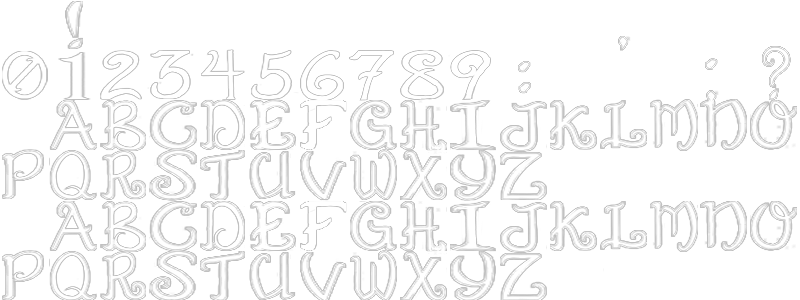 !
0123456789:'.?
ABCDEFGHIJKLMNO
PQRSTUVWXYZ
ABCDEFGHIJKLMNO
PQRSTUVWXYZ